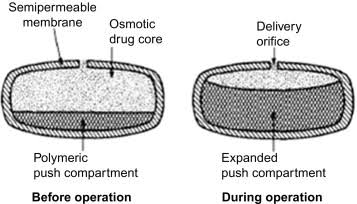 Semipermeable
membrane
Osmotic
drug core
Delivery
orifice
Polymeric
push compartment
Expanded
push compartment
Before operation
During operation